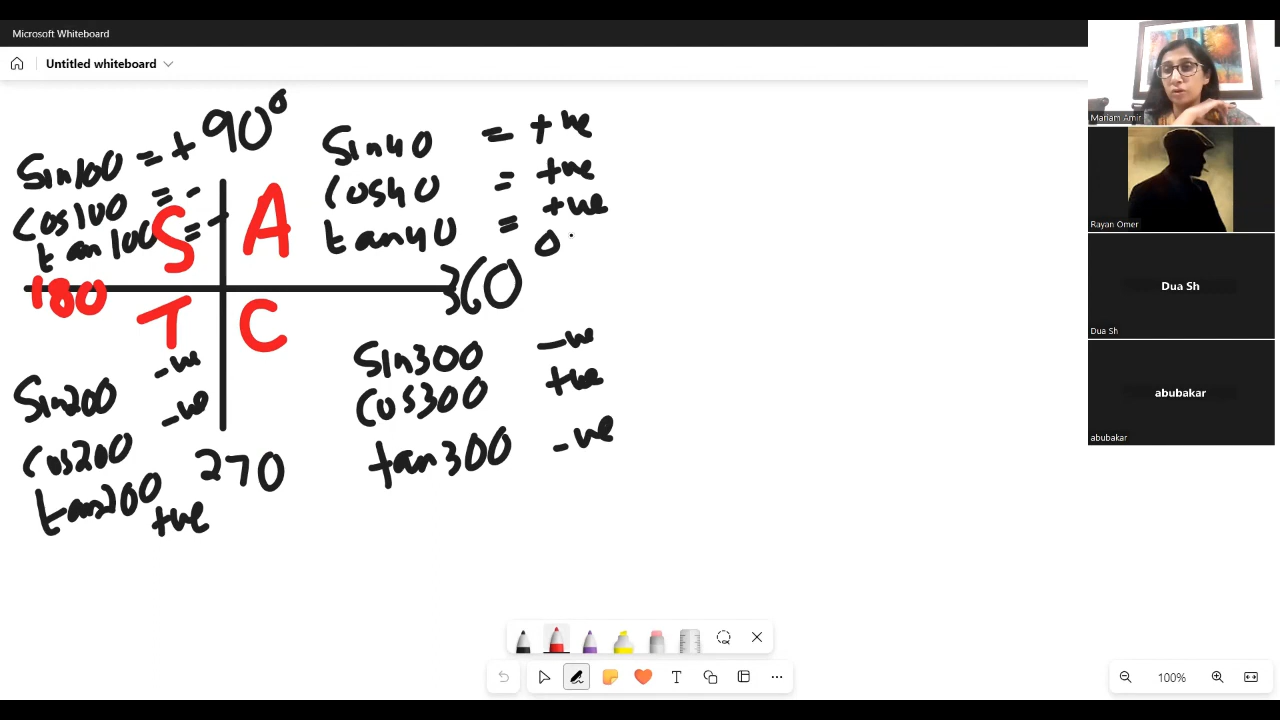 Microsoft Whiteboard
Untitled whiteboard
90°
Sin100 = +
Cos100 = -
tan100 = -
S
A
Sin40 = +ve
Cos40 = +ve
tan40 = +ve
0
180
360
T
C
Sin200 -ve
Cos200 -ve
tan200 +ve
270
Sin300 -ve
Cos300 +ve
tan300 -ve
Mariam Amir
Rayan Omer
Dua Sh
Dua Sh
abubakar
abubakar
T
100%